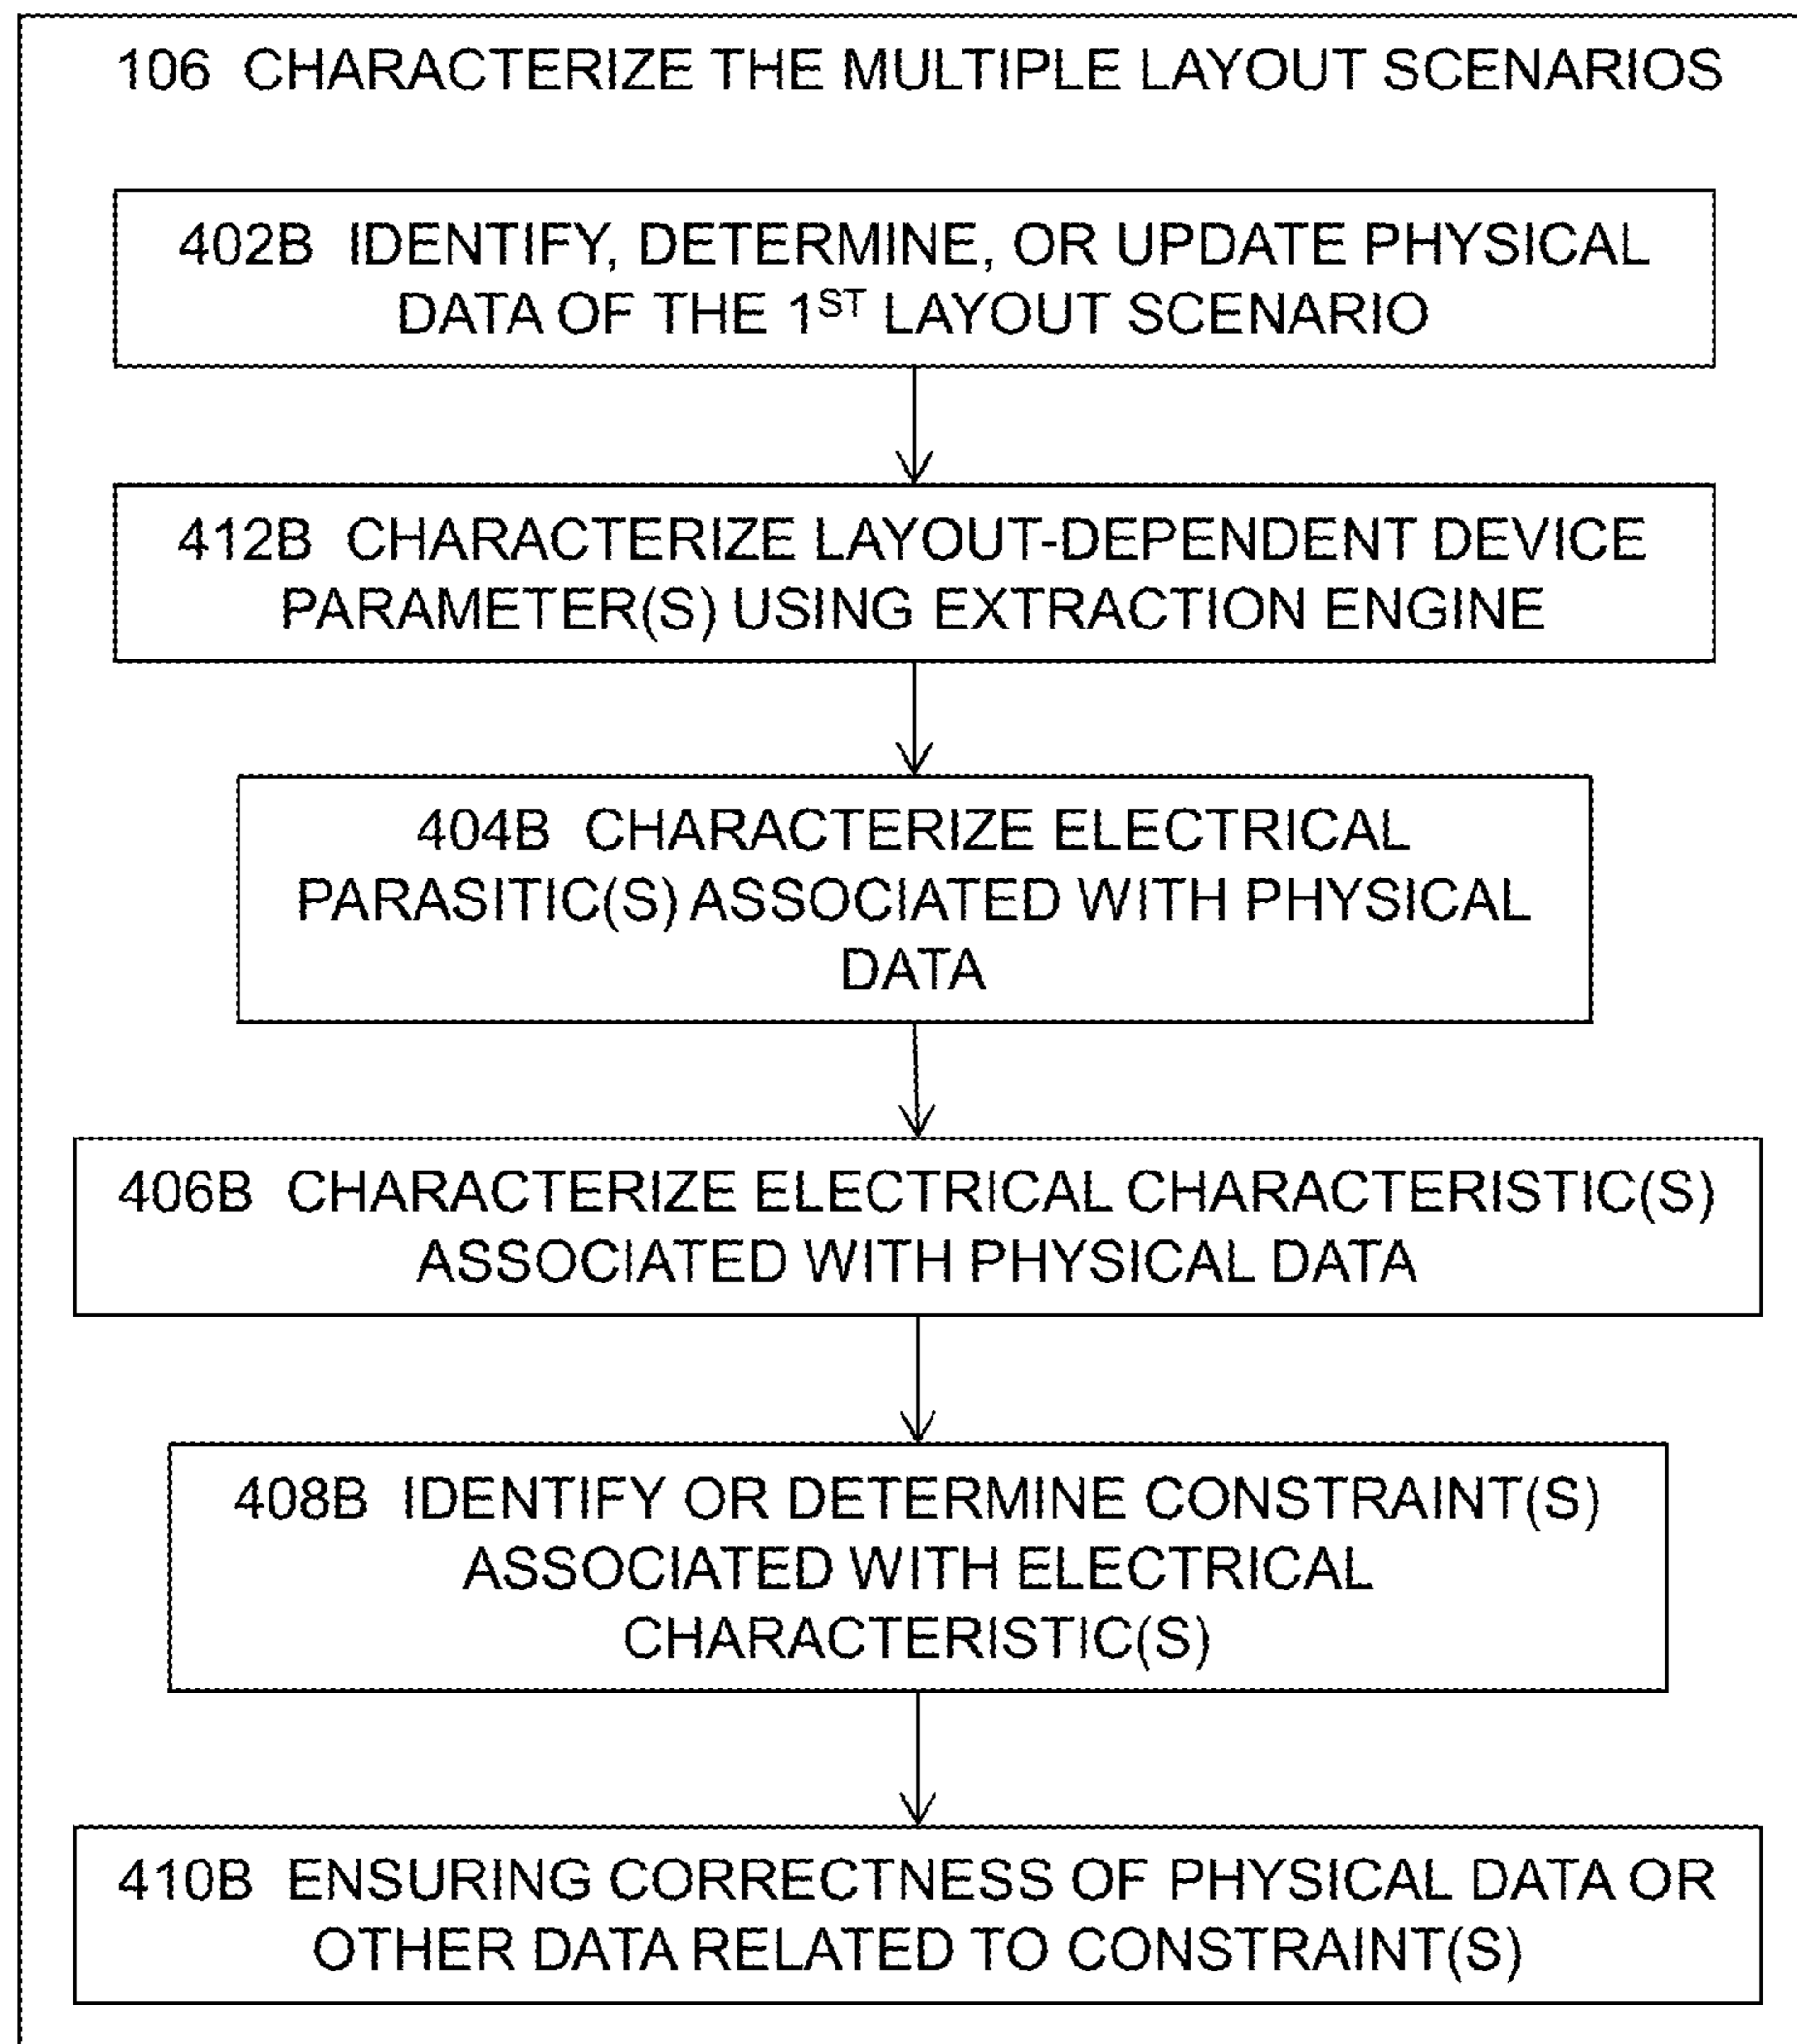 106 CHARACTERIZE THE MULTIPLE LAYOUT SCENARIOS
402B IDENTIFY, DETERMINE, OR UPDATE PHYSICAL
DATA OF THE 1ST LAYOUT SCENARIO
412B CHARACTERIZE LAYOUT-DEPENDENT DEVICE
PARAMETER(S) USING EXTRACTION ENGINE
404B CHARACTERIZE ELECTRICAL
PARASITIC(S) ASSOCIATED WITH PHYSICAL
DATA
406B CHARACTERIZE ELECTRICAL CHARACTERISTIC(S)
ASSOCIATED WITH PHYSICAL DATA
408B IDENTIFY OR DETERMINE CONSTRAINT(S)
ASSOCIATED WITH ELECTRICAL
CHARACTERISTIC(S)
410B ENSURING CORRECTNESS OF PHYSICAL DATA OR
OTHER DATA RELATED TO CONSTRAINT(S)